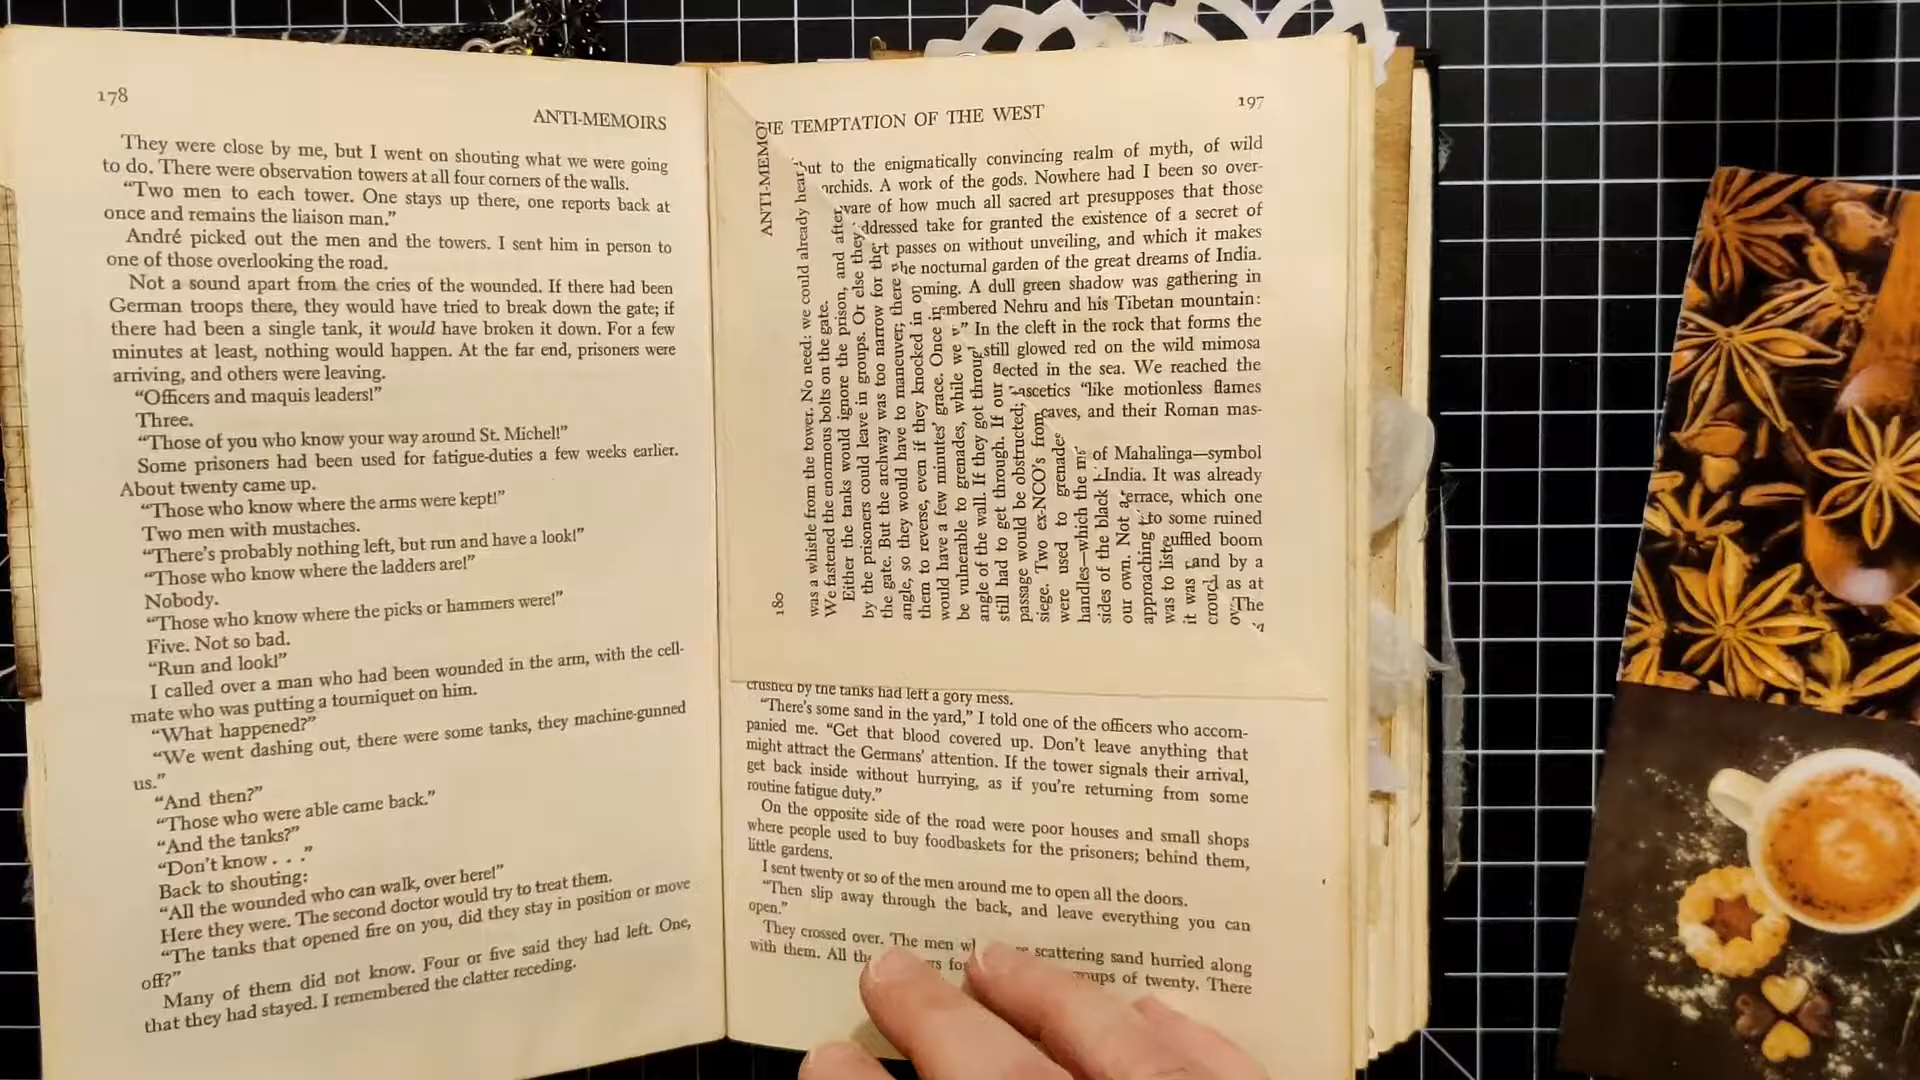 178
ANTI-MEMOIRS
They were close by me, but I went on shouting what we were going
to do. There were observation towers at all four corners of the walls.
“Two men to each tower. One stays up there, one reports back at
once and remains the liaison man.”
André picked out the men and the towers. I sent him in person to
one of those overlooking the road.
Not a sound apart from the cries of the wounded. If there had been
German troops there, they would have tried to break down the gate; if
there had been a single tank, it would have broken it down. For a few
minutes at least, nothing would happen. At the far end, prisoners were
arriving, and others were leaving.
“Officers and maquis leaders!”
Three.
“Those of you who know your way around St. Michel!”
Some prisoners had been used for fatigue-duties a few weeks earlier.
About twenty came up.
“Those who know where the arms were kept!”
Two men with mustaches.
“There's probably nothing left, but run and have a look!”
“Those who know where the ladders are!”
Nobody.
“Those who know where the picks or hammers were!”
Five. Not so bad.
“Run and look!”
I called over a man who had been wounded in the arm, with the cell-
mate who was putting a tourniquet on him.
“What happened?”
“We went dashing out, there were some tanks, they machine-gunned
us.”
“And then?”
“Those who were able came back.”
“And the tanks?”
“Don't know . . .”
Back to shouting:
“All the wounded who can walk, over here!”
Here they were. The second doctor would try to treat them.
“The tanks that opened fire on you, did they stay in position or move
off?”
Many of them did not know. Four or five said they had left. One,
that they had stayed. I remembered the clatter receding.
TEMPTATION OF THE WEST
197
but to the enigmatically convincing realm of myth, of wild
orchids. A work of the gods. Nowhere had I been so over-
ware of how much all sacred art presupposes that those
ddressed take for granted the existence of a secret of
passes on without unveiling, and which it makes
he nocturnal garden of the great dreams of India.
oming. A dull green shadow was gathering in
embered Nehru and his Tibetan mountain:
” In the cleft in the rock that forms the
still glowed red on the wild mimosa
flected in the sea. We reached the
ascetics “like motionless flames
caves, and their Roman mas-
of Mahalinga—symbol
India. It was already
terrace, which one
to some ruined
uffled boom
and by a
as at
The
180
ANTI-MEMO
was a whistle from the tower. No need: we could already hear
We fastened the enormous bolts on the gate.
Either the tanks would ignore the prison, and after
by the prisoners could leave in groups. Or else they
the gate. But the archway was too narrow for the
angle, so they would have to maneuver; there
them to reverse, even if they knocked in
would have a few minutes' grace. Once in
be vulnerable to grenades, while we
angle of the wall. If they got throug
still had to get through. If our
passage would be obstructed;
siege. Two ex-NCO's from
were used to grenades
handles—which the
sides of the black
our own. Not a
approaching
was to list
it was
crouch
crushed by the tanks had left a gory mess.
“There's some sand in the yard,” I told one of the officers who accom-
panied me. “Get that blood covered up. Don't leave anything that
might attract the Germans' attention. If the tower signals their arrival,
get back inside without hurrying, as if you're returning from some
routine fatigue duty.”
On the opposite side of the road were poor houses and small shops
where people used to buy foodbaskets for the prisoners; behind them,
little gardens.
I sent twenty or so of the men around me to open all the doors.
“Then slip away through the back, and leave everything you can
open.”
They crossed over. The men scattering sand hurried along
with them. All of twenty. There